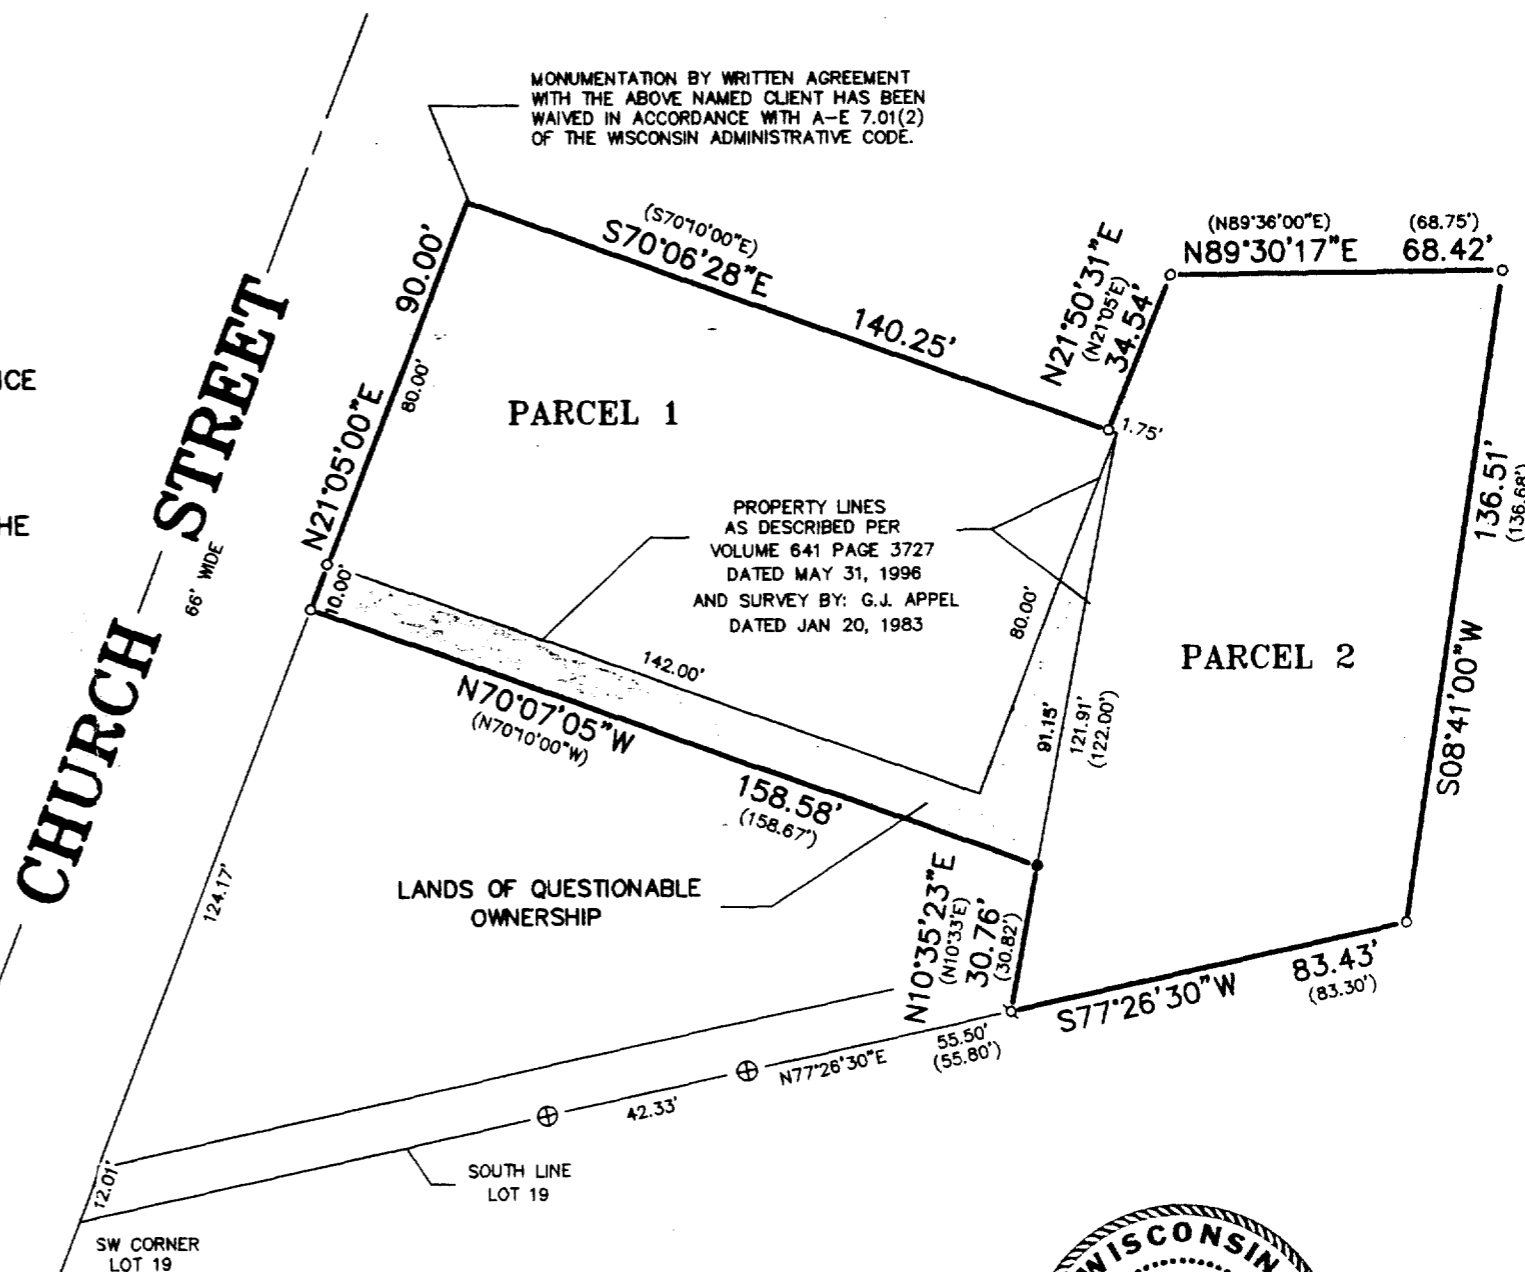 MONUMENTATION BY WRITTEN AGREEMENT
WITH THE ABOVE NAMED CLIENT HAS BEEN
WAIVED IN ACCORDANCE WITH A-E 7.01(2)
OF THE WISCONSIN ADMINISTRATIVE CODE.
(S70°10'00"E)
S70°06'28"E
140.25'
90.00'
80.00'
N21°05'00"E
10.00'
N21°50'31"E
(N21°05'E)
34.54'
(N89°36'00"E) (68.75')
N89°30'17"E 68.42'
1.75'
136.51'
(136.68')
S08°41'00"W
CHURCH STREET
66' WIDE
HE
PARCEL 1
PROPERTY LINES
AS DESCRIBED PER
VOLUME 641 PAGE 3727
DATED MAY 31, 1996
AND SURVEY BY: G.J. APPEL
DATED JAN 20, 1983
80.00'
91.15'
121.91'
(122.00')
PARCEL 2
142.00'
N70°07'05"W
(N70°10'00"W)
158.58'
(158.67')
LANDS OF QUESTIONABLE
OWNERSHIP
124.17'
N10°35'23"E
(N10°33'E)
30.76'
(30.82')
S77°26'30"W
83.43'
(83.30')
55.50'
(55.80')
N77°26'30"E
42.33'
SOUTH LINE
LOT 19
12.01'
SW CORNER
LOT 19
WISCONSIN